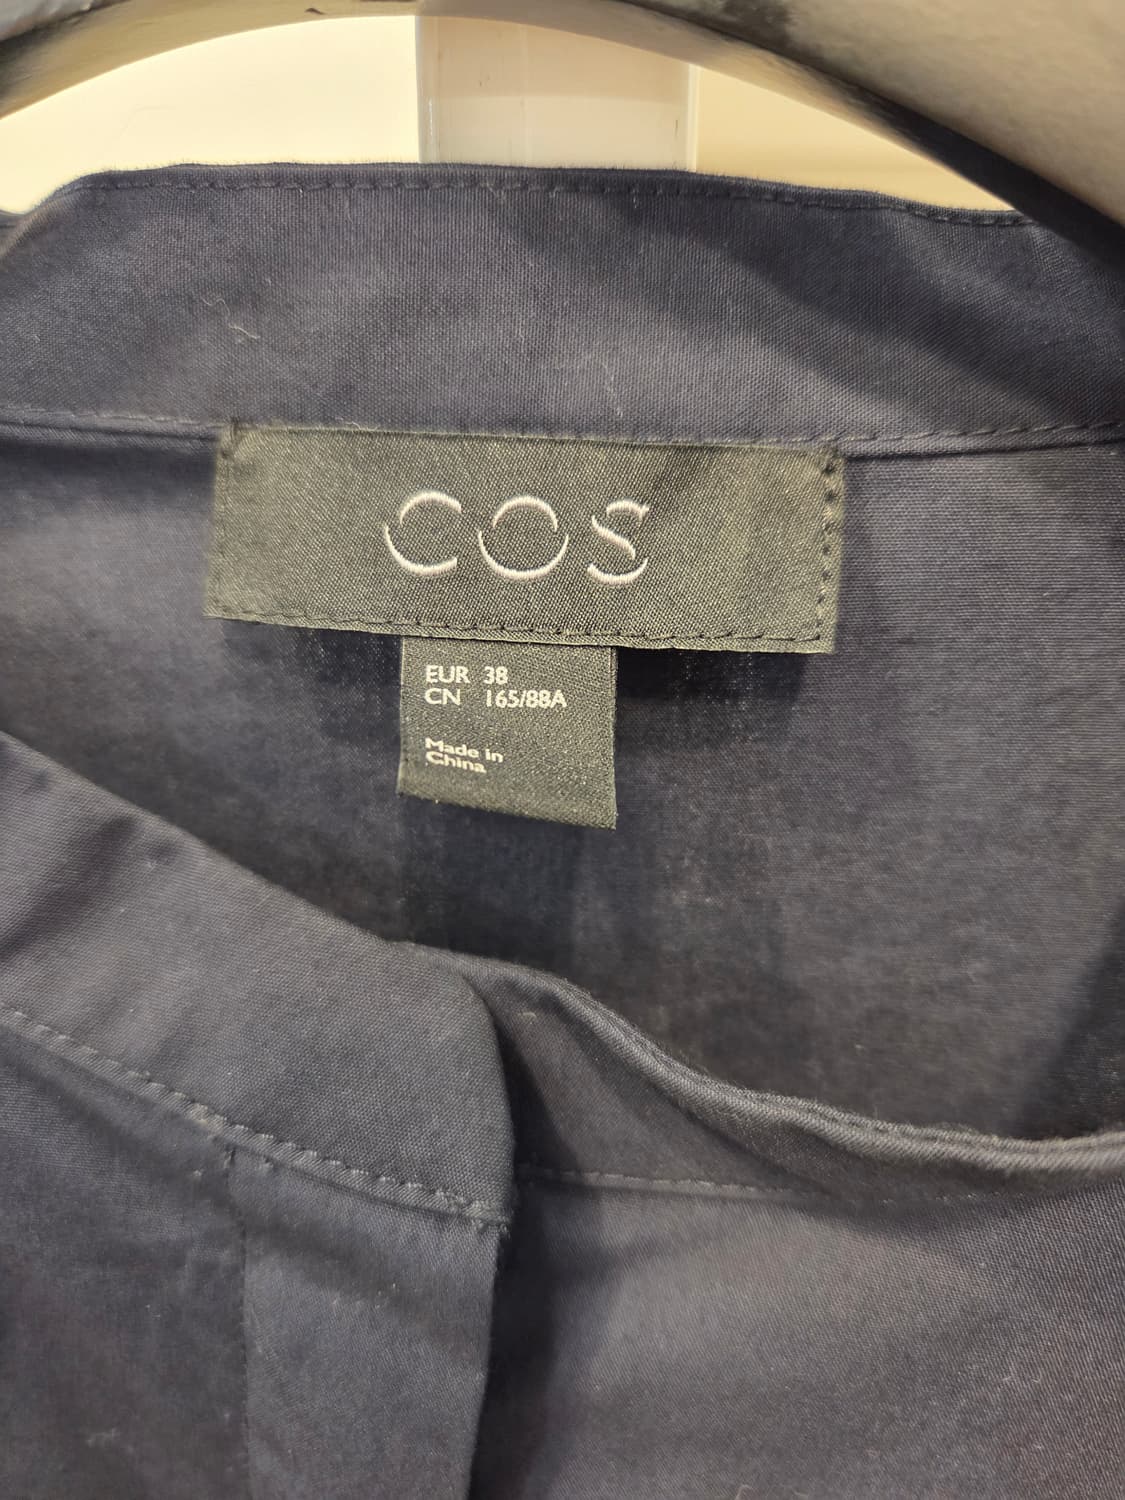 COS
EUR 38
CN 165/88A
Made in
China